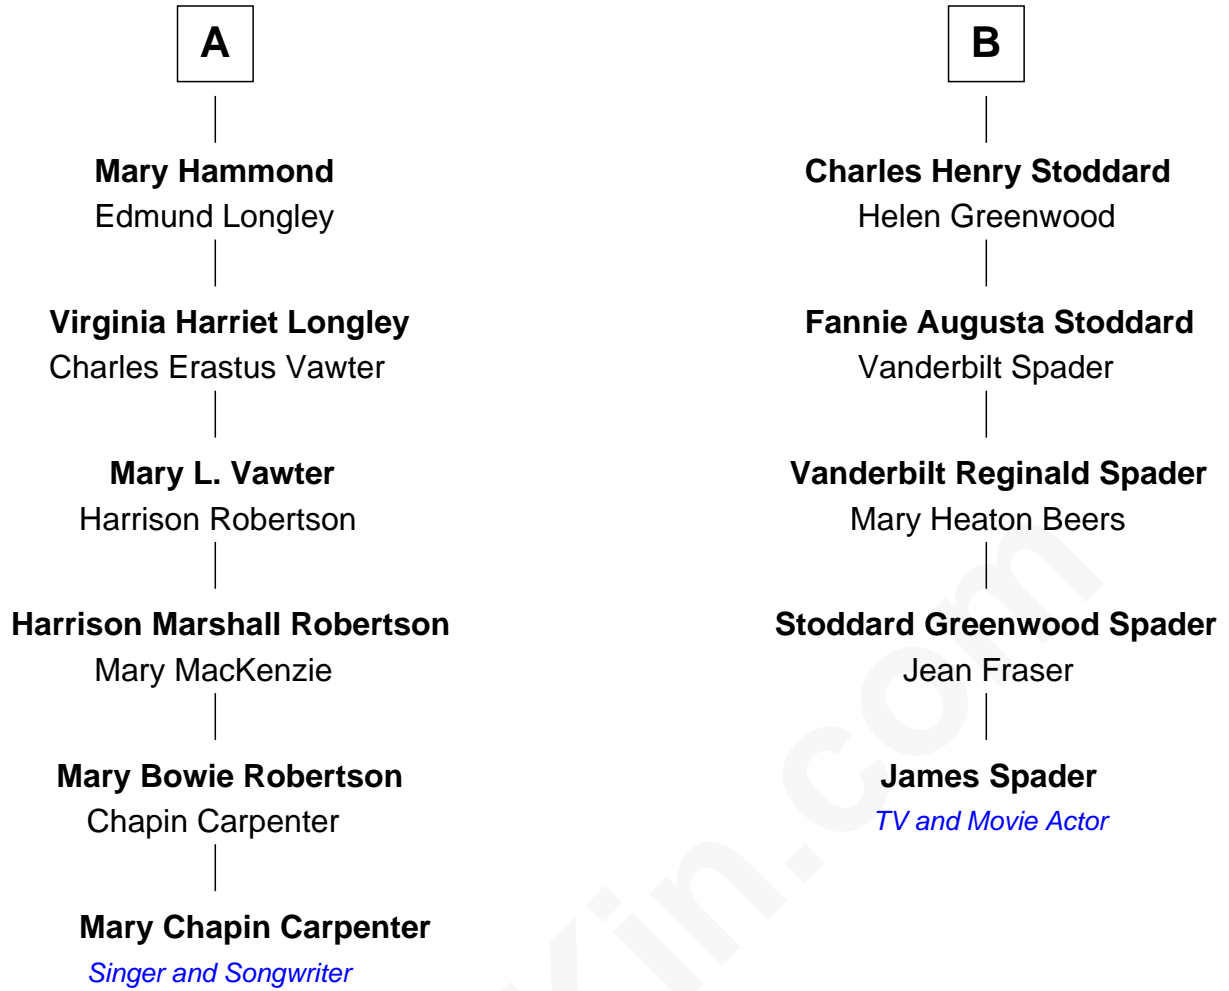 A
Mary Hammond
Edmund Longley
Virginia Harriet Longley
Charles Erastus Vawter
Mary L. Vawter
Harrison Robertson
Harrison Marshall Robertson
Mary MacKenzie
Mary Bowie Robertson
Chapin Carpenter
Mary Chapin Carpenter
Singer and Songwriter
B
Charles Henry Stoddard
Helen Greenwood
Fannie Augusta Stoddard
Vanderbilt Spader
Vanderbilt Reginald Spader
Mary Heaton Beers
Stoddard Greenwood Spader
Jean Fraser
James Spader
TV and Movie Actor
Kin.com